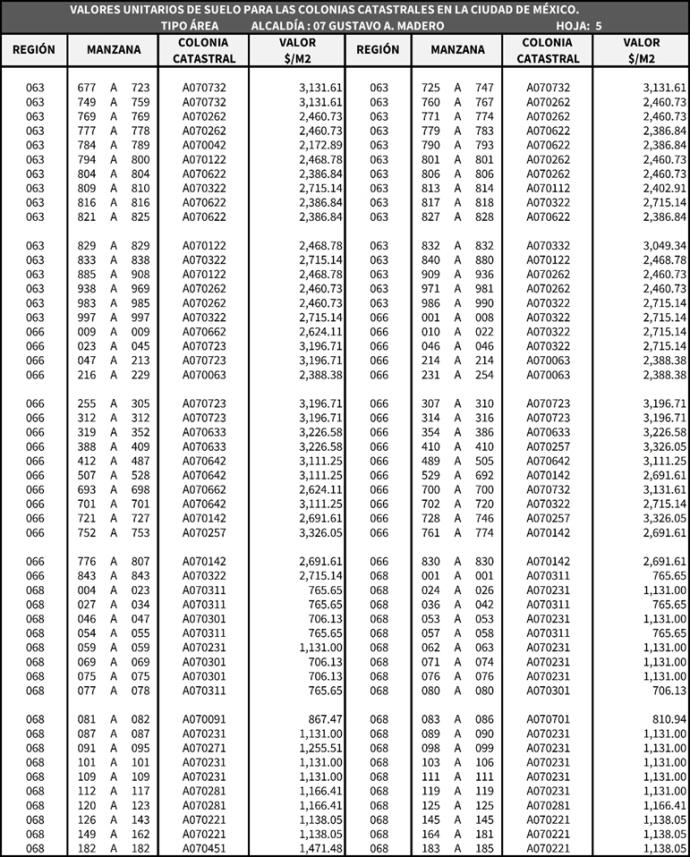 VALORES UNITARIOS DE SUELO PARA LAS COLONIAS CATASTRALES EN LA CIUDAD DE MÉXICO.
TIPO ÁREA ALCALDÍA : 07 GUSTAVO A. MADERO HOJA: 5
REGIÓN MANZANA COLONIA CATASTRAL VALOR $/M2 REGIÓN MANZANA COLONIA CATASTRAL VALOR $/M2
063 677 A 723 A070732 3,131.61 063 725 A 747 A070732 3,131.61
063 749 A 759 A070732 3,131.61 063 760 A 767 A070262 2,460.73
063 769 A 769 A070262 2,460.73 063 771 A 774 A070262 2,460.73
063 777 A 778 A070262 2,460.73 063 779 A 783 A070622 2,386.84
063 784 A 789 A070042 2,172.89 063 790 A 793 A070622 2,386.84
063 794 A 800 A070122 2,468.78 063 801 A 801 A070262 2,460.73
063 804 A 804 A070622 2,386.84 063 806 A 806 A070262 2,460.73
063 809 A 810 A070322 2,715.14 063 813 A 814 A070112 2,402.91
063 816 A 816 A070622 2,386.84 063 817 A 818 A070322 2,715.14
063 821 A 825 A070622 2,386.84 063 827 A 828 A070622 2,386.84
063 829 A 829 A070122 2,468.78 063 832 A 832 A070332 3,049.34
063 833 A 838 A070322 2,715.14 063 840 A 880 A070122 2,468.78
063 885 A 908 A070122 2,468.78 063 909 A 936 A070262 2,460.73
063 938 A 969 A070262 2,460.73 063 971 A 981 A070262 2,460.73
063 983 A 985 A070262 2,460.73 063 986 A 990 A070322 2,715.14
063 997 A 997 A070322 2,715.14 066 001 A 008 A070322 2,715.14
066 009 A 009 A070662 2,624.11 066 010 A 022 A070322 2,715.14
066 023 A 045 A070723 3,196.71 066 046 A 046 A070322 2,715.14
066 047 A 213 A070723 3,196.71 066 214 A 214 A070063 2,388.38
066 216 A 229 A070063 2,388.38 066 231 A 254 A070063 2,388.38
066 255 A 305 A070723 3,196.71 066 307 A 310 A070723 3,196.71
066 312 A 312 A070723 3,196.71 066 314 A 316 A070723 3,196.71
066 319 A 352 A070633 3,226.58 066 354 A 386 A070633 3,226.58
066 388 A 409 A070633 3,226.58 066 410 A 410 A070257 3,326.05
066 412 A 487 A070642 3,111.25 066 489 A 505 A070642 3,111.25
066 507 A 528 A070642 3,111.25 066 529 A 692 A070142 2,691.61
066 693 A 698 A070662 2,624.11 066 700 A 700 A070732 3,131.61
066 701 A 701 A070642 3,111.25 066 702 A 720 A070322 2,715.14
066 721 A 727 A070142 2,691.61 066 728 A 746 A070257 3,326.05
066 752 A 753 A070257 3,326.05 066 761 A 774 A070142 2,691.61
066 776 A 807 A070142 2,691.61 066 830 A 830 A070142 2,691.61
066 843 A 843 A070322 2,715.14 068 001 A 001 A070311 765.65
068 004 A 023 A070311 765.65 068 024 A 026 A070231 1,131.00
068 027 A 034 A070311 765.65 068 036 A 042 A070311 765.65
068 046 A 047 A070301 706.13 068 053 A 053 A070231 1,131.00
068 054 A 055 A070311 765.65 068 057 A 058 A070311 765.65
068 059 A 059 A070231 1,131.00 068 062 A 063 A070231 1,131.00
068 069 A 069 A070301 706.13 068 071 A 074 A070231 1,131.00
068 075 A 075 A070301 706.13 068 076 A 076 A070231 1,131.00
068 077 A 078 A070311 765.65 068 080 A 080 A070301 706.13
068 081 A 082 A070091 867.47 068 083 A 086 A070701 810.94
068 087 A 087 A070231 1,131.00 068 089 A 090 A070231 1,131.00
068 091 A 095 A070271 1,255.51 068 098 A 099 A070231 1,131.00
068 101 A 101 A070231 1,131.00 068 103 A 106 A070231 1,131.00
068 109 A 109 A070231 1,131.00 068 111 A 111 A070231 1,131.00
068 112 A 117 A070281 1,166.41 068 119 A 119 A070231 1,131.00
068 120 A 123 A070281 1,166.41 068 125 A 125 A070281 1,166.41
068 126 A 143 A070221 1,138.05 068 145 A 145 A070221 1,138.05
068 149 A 162 A070221 1,138.05 068 164 A 181 A070221 1,138.05
068 182 A 182 A070451 1,471.48 068 183 A 185 A070221 1,138.05